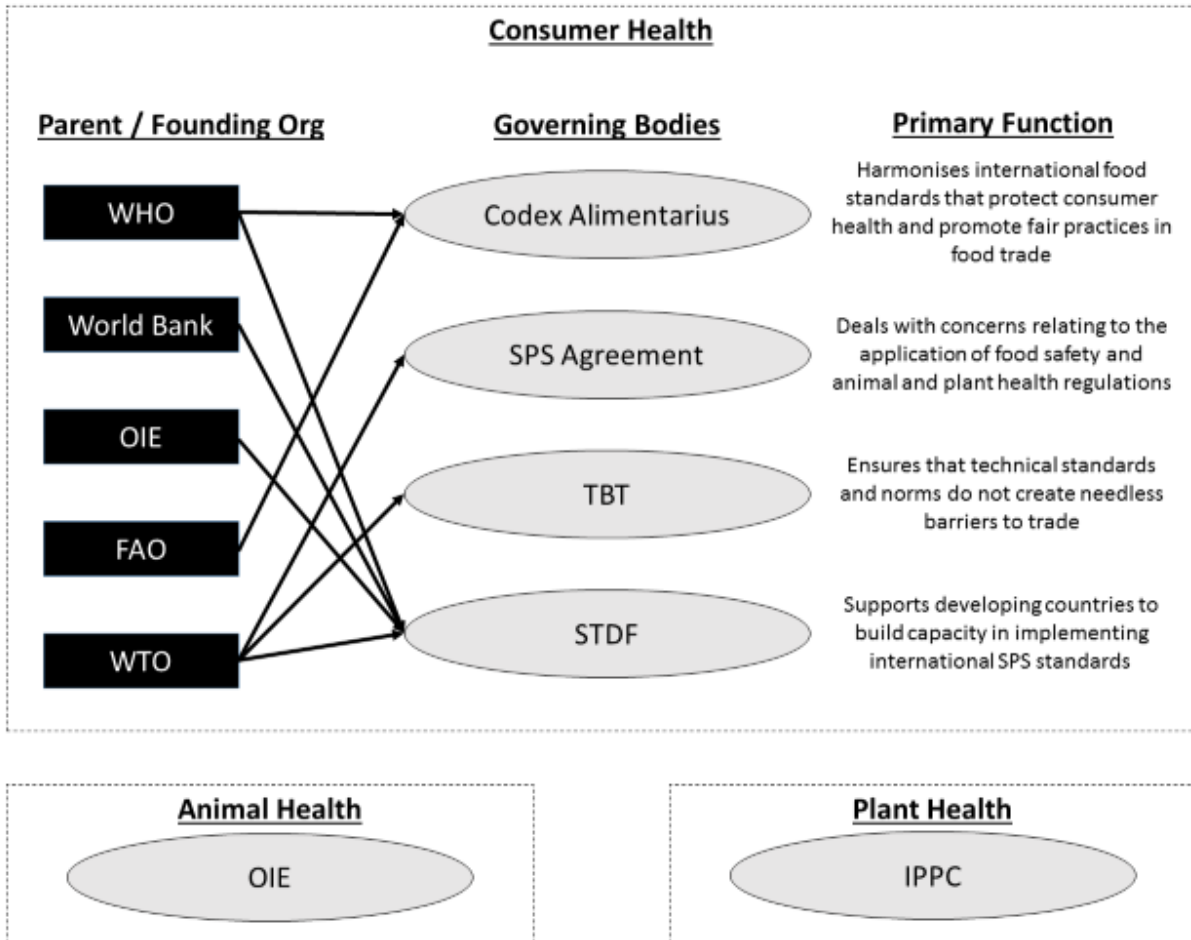 Consumer Health
Parent / Founding Org
Governing Bodies
Primary Function
WHO
Codex Alimentarius
Harmonises international food
standards that protect consumer
health and promote fair practices in
food trade
World Bank
SPS Agreement
Deals with concerns relating to the
application of food safety and
animal and plant health regulations
OIE
TBT
Ensures that technical standards
and norms do not create needless
barriers to trade
FAO
WTO
STDF
Supports developing countries to
build capacity in implementing
international SPS standards
Animal Health
OIE
Plant Health
IPPC